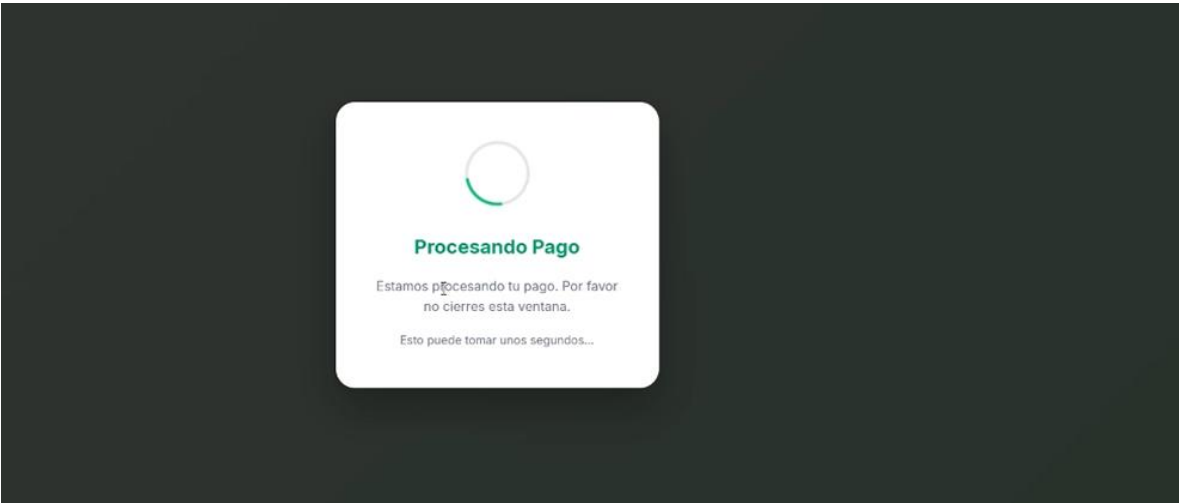 Procesando Pago
Estamos procesando tu pago. Por favor
no cierres esta ventana.
Esto puede tomar unos segundos...